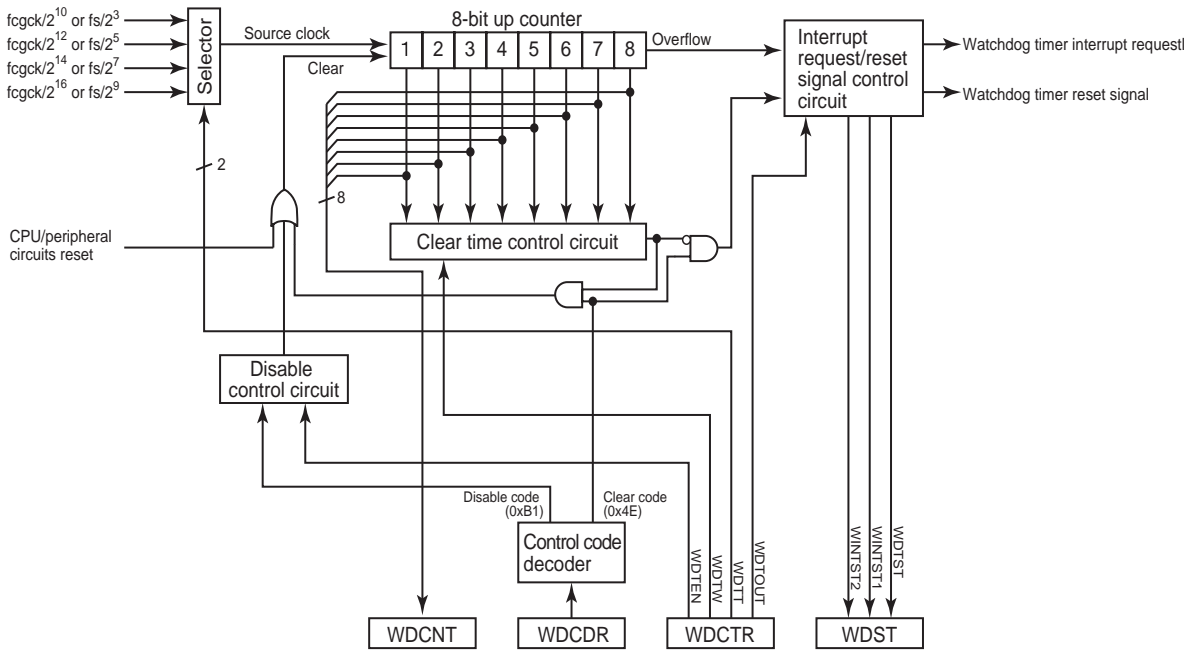 8-bit up counter
fcgck/2^10 or fs/2^3
fcgck/2^12 or fs/2^5
fcgck/2^14 or fs/2^7
fcgck/2^16 or fs/2^9
Selector
Source clock
Clear
1 2 3 4 5 6 7 8
Overflow
Interrupt
request/reset
signal control
circuit
Watchdog timer interrupt requestl
Watchdog timer reset signal
2
8
CPU/peripheral
circuits reset
Clear time control circuit
Disable
control circuit
Disable code
(0xB1)
Clear code
(0x4E)
Control code
decoder
WDTEN
WDTW
WDTT
WDTOUT
WINTST2
WINTST1
WDTST
WDCNT
WDCDR
WDCTR
WDST